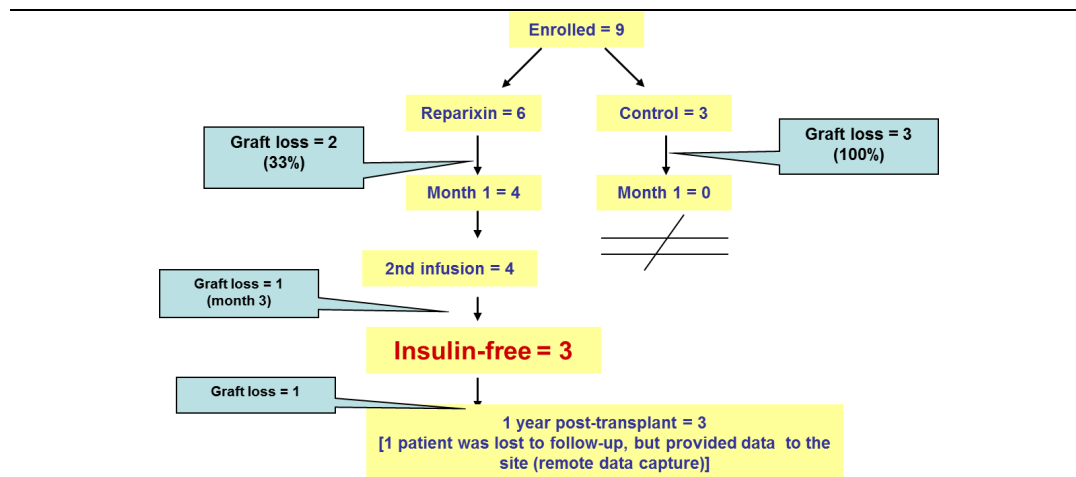 Enrolled = 9
Reparixin = 6
Control = 3
Graft loss = 2
(33%)
Graft loss = 3
(100%)
Month 1 = 4
Month 1 = 0
2nd infusion = 4
Graft loss = 1
(month 3)
Insulin-free = 3
Graft loss = 1
1 year post-transplant = 3
[1 patient was lost to follow-up, but provided data to the
site (remote data capture)]